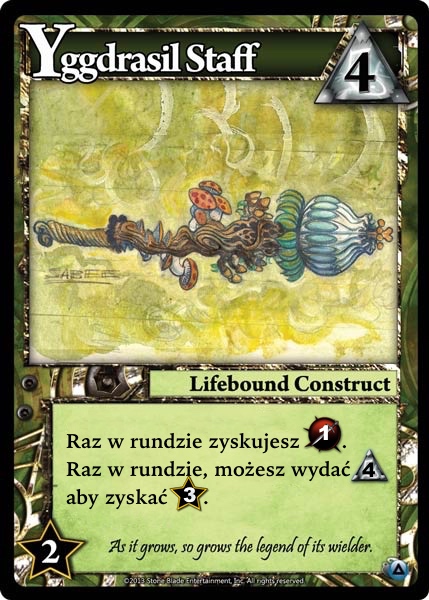 Yggdrasil Staff
4
SABEE
Lifebound Construct
Raz w rundzie zyskujesz 1.
Raz w rundzie, możesz wydać 4
aby zyskać 3.
2
As it grows, so grows the legend of its wielder.
©2013 Stone Blade Entertainment, Inc. All rights reserved